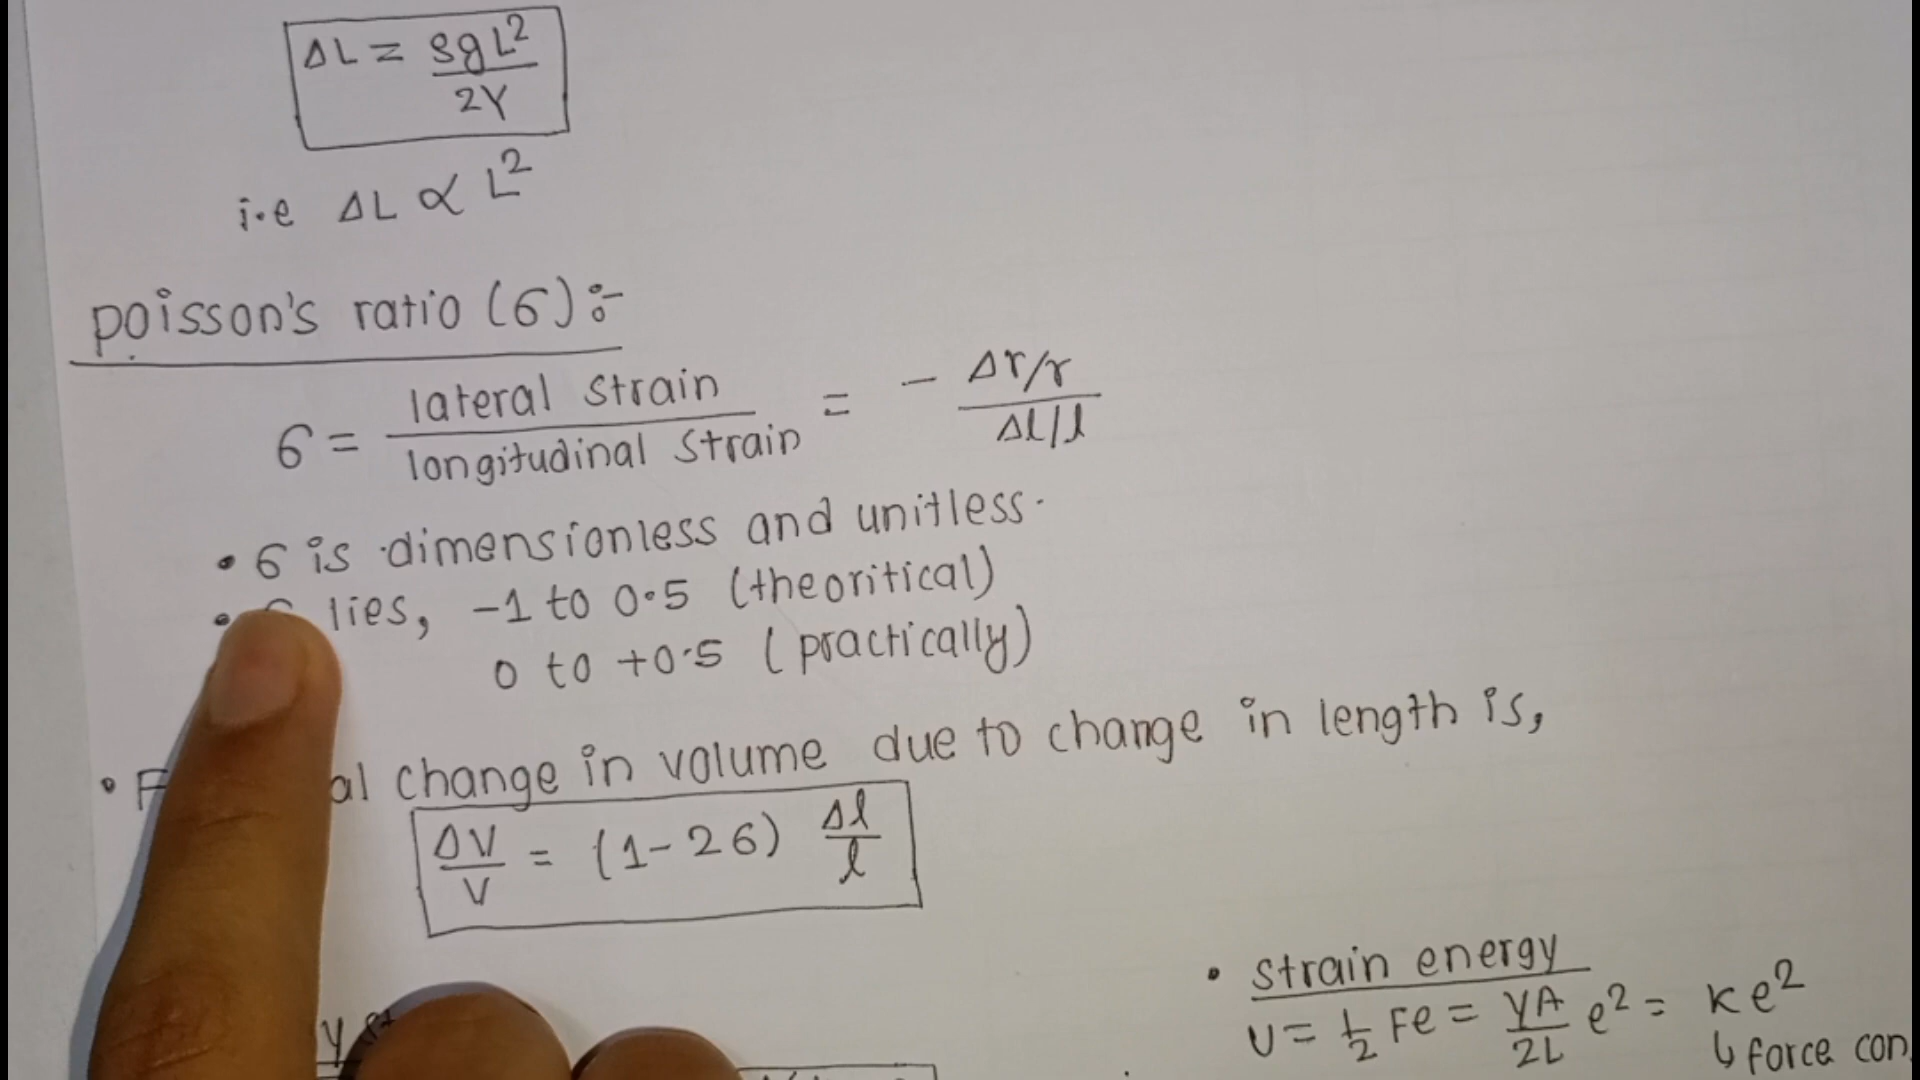 ΔL = ρgL²/2Y
i.e ΔL ∝ L²
poisson's ratio (σ) :-
σ = lateral strain/longitudinal strain = - Δr/r/Δl/l
• σ is dimensionless and unitless.
• lies, -1 to 0.5 (theoritical)
0 to +0.5 (practically)
• change in volume due to change in length is,
ΔV/V = (1-2σ) Δl/l
• strain energy
U = 1/2 Fe = YA/2L e² = Ke²
↳ force